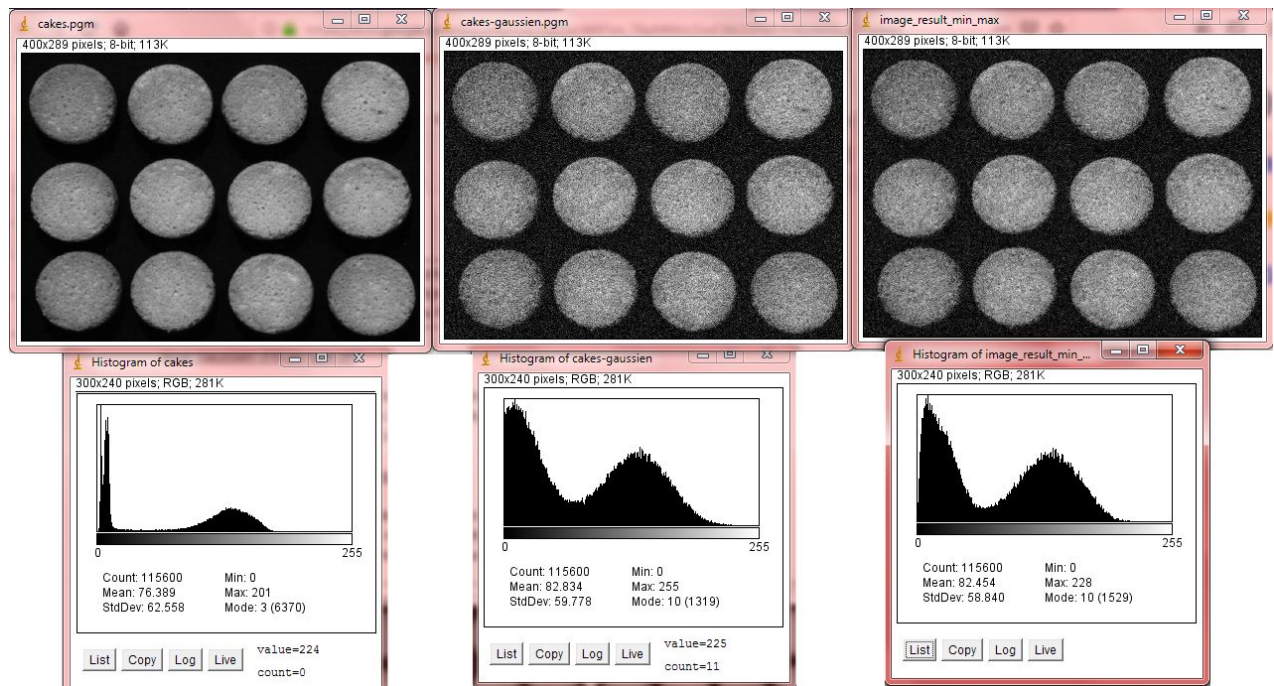 cakes.pgm
400x289 pixels; 8-bit; 113K
cakes-gaussien.pgm
400x289 pixels; 8-bit; 113K
image_result_min_max
400x289 pixels; 8-bit; 113K
Histogram of cakes
300x240 pixels; RGB; 281K
0 255
Count: 115600 Min: 0
Mean: 76.389 Max: 201
StdDev: 62.558 Mode: 3 (6370)
List Copy Log Live value=224
count=0
Histogram of cakes-gaussien
300x240 pixels; RGB; 281K
0 255
Count: 115600 Min: 0
Mean: 82.834 Max: 255
StdDev: 59.778 Mode: 10 (1319)
List Copy Log Live value=225
count=11
Histogram of image_result_min_...
300x240 pixels; RGB; 281K
0 255
Count: 115600 Min: 0
Mean: 82.454 Max: 228
StdDev: 58.840 Mode: 10 (1529)
List Copy Log Live